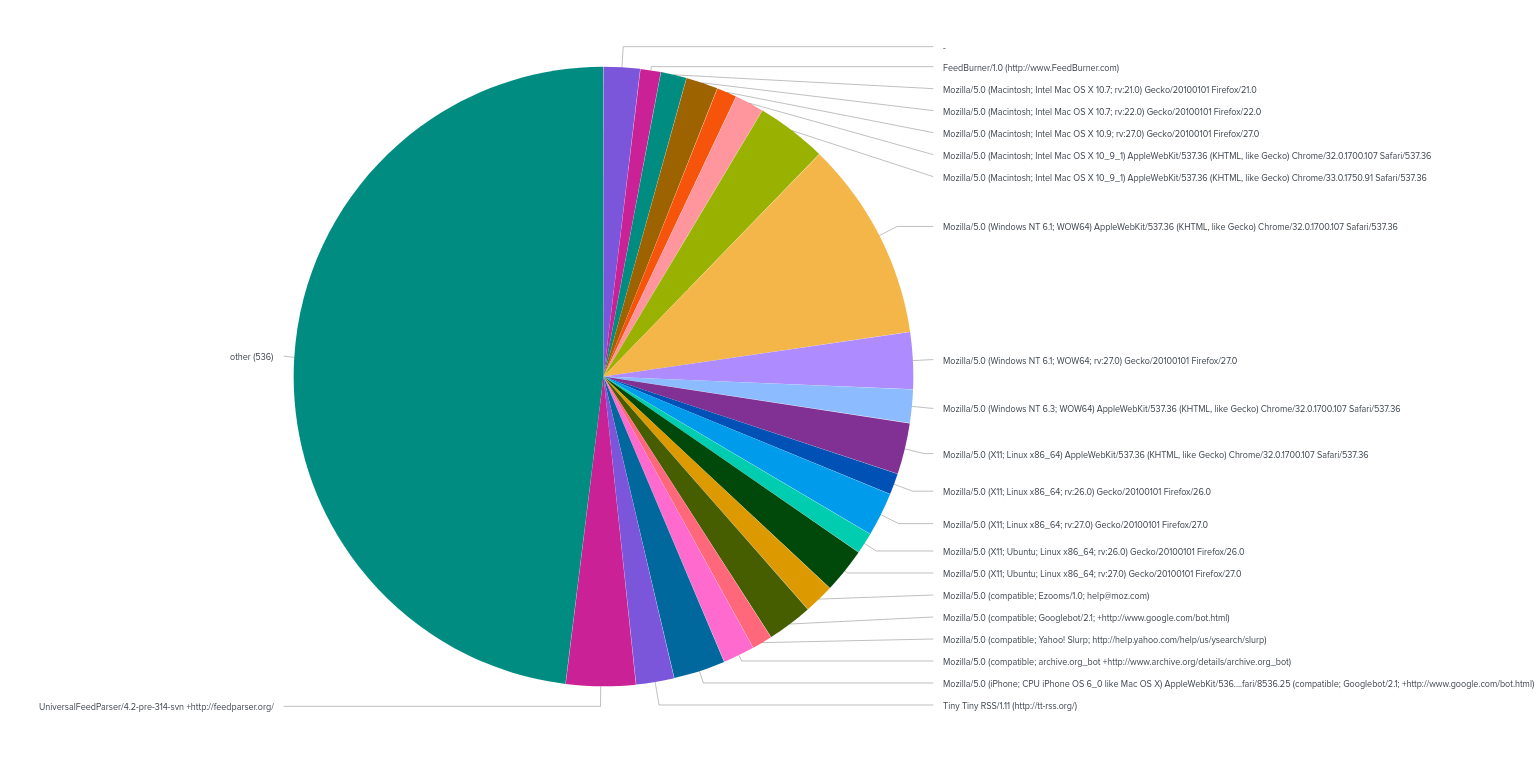 -
FeedBurner/1.0 (http://www.FeedBurner.com)
Mozilla/5.0 (Macintosh; Intel Mac OS X 10.7; rv:21.0) Gecko/20100101 Firefox/21.0
Mozilla/5.0 (Macintosh; Intel Mac OS X 10.7; rv:22.0) Gecko/20100101 Firefox/22.0
Mozilla/5.0 (Macintosh; Intel Mac OS X 10.9; rv:27.0) Gecko/20100101 Firefox/27.0
Mozilla/5.0 (Macintosh; Intel Mac OS X 10_9_1) AppleWebKit/537.36 (KHTML, like Gecko) Chrome/32.0.1700.107 Safari/537.36
Mozilla/5.0 (Macintosh; Intel Mac OS X 10_9_1) AppleWebKit/537.36 (KHTML, like Gecko) Chrome/33.0.1750.91 Safari/537.36
Mozilla/5.0 (Windows NT 6.1; WOW64) AppleWebKit/537.36 (KHTML, like Gecko) Chrome/32.0.1700.107 Safari/537.36
other (536)
Mozilla/5.0 (Windows NT 6.1; WOW64; rv:27.0) Gecko/20100101 Firefox/27.0
Mozilla/5.0 (Windows NT 6.3; WOW64) AppleWebKit/537.36 (KHTML, like Gecko) Chrome/32.0.1700.107 Safari/537.36
Mozilla/5.0 (X11; Linux x86_64) AppleWebKit/537.36 (KHTML, like Gecko) Chrome/32.0.1700.107 Safari/537.36
Mozilla/5.0 (X11; Linux x86_64; rv:26.0) Gecko/20100101 Firefox/26.0
Mozilla/5.0 (X11; Linux x86_64; rv:27.0) Gecko/20100101 Firefox/27.0
Mozilla/5.0 (X11; Ubuntu; Linux x86_64; rv:26.0) Gecko/20100101 Firefox/26.0
Mozilla/5.0 (X11; Ubuntu; Linux x86_64; rv:27.0) Gecko/20100101 Firefox/27.0
Mozilla/5.0 (compatible; Ezooms/1.0; help@moz.com)
Mozilla/5.0 (compatible; Googlebot/2.1; +http://www.google.com/bot.html)
Mozilla/5.0 (compatible; Yahoo! Slurp; http://help.yahoo.com/help/us/ysearch/slurp)
Mozilla/5.0 (compatible; archive.org_bot +http://www.archive.org/details/archive.org_bot)
Mozilla/5.0 (iPhone; CPU iPhone OS 6_0 like Mac OS X) AppleWebKit/536....fari/8536.25 (compatible; Googlebot/2.1; +http://www.google.com/bot.html)
Tiny Tiny RSS/1.11 (http://tt-rss.org/)
UniversalFeedParser/4.2-pre-314-svn +http://feedparser.org/